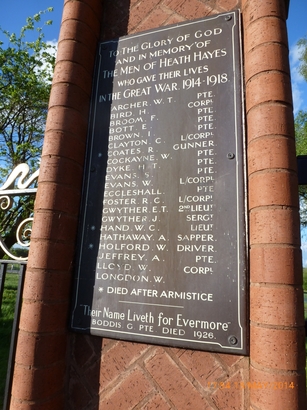 TO THE GLORY OF GOD
AND IN MEMORY OF
THE MEN OF HEATH HAYES
WHO GAVE THEIR LIVES
IN THE GREAT WAR. 1914-1918.
ARCHER. W. T. PTE.
BIRD. H. CORPL
BROOM. F. PTE.
BOTT. E. PTE.
BROWN. I. PTE.
CLAYTON. C. L/CORPL
COATES. R. GUNNER.
COCKAYNE. W. PTE.
DYKE. H. T. PTE.
EVANS. S. PTE.
EVANS. W. L/CORPL
ECCLESHALL. PTE
FOSTER. R. C. L/CORPL
GWYTHER. E. T. 2ND LIEUT
GWYTHER. J. SERGT
HAND. W. C. LIEUT
HATHAWAY. A. SAPPER.
HOLFORD. W. DRIVER.
JEFFREY. A. PTE.
LLOYD. W. CORPL
LONGDON. W.
* DIED AFTER ARMISTICE
"Their Name Liveth for Evermore"
BODDIS. G. PTE. DIED 1926.
2014